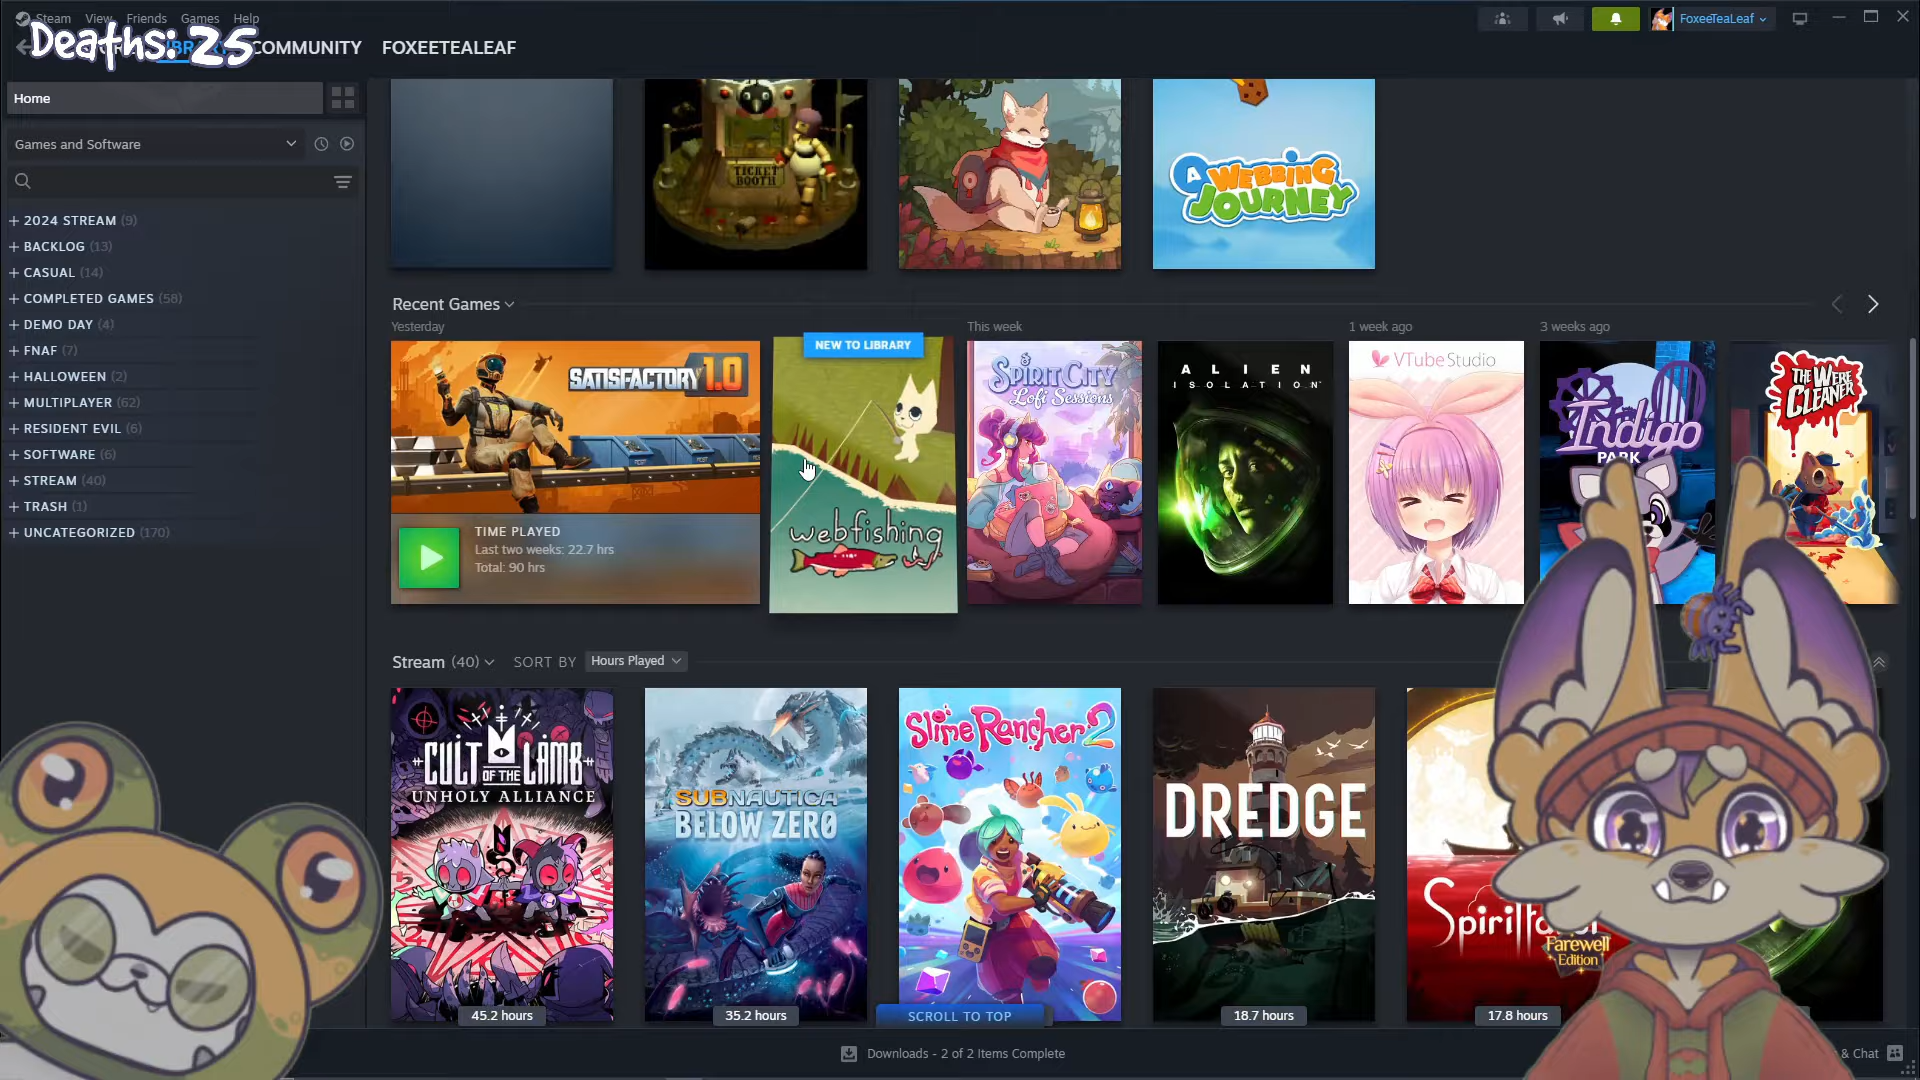 Steam View Friends Games Help
FoxeeTeaLeaf
Deaths: 25
COMMUNITY FOXEETEALEAF
Home
Games and Software
+ 2024 STREAM (9)
+ BACKLOG (13)
+ CASUAL (14)
+ COMPLETED GAMES (58)
+ DEMO DAY (4)
+ FNAF (7)
+ HALLOWEEN (2)
+ MULTIPLAYER (62)
+ RESIDENT EVIL (6)
+ SOFTWARE (6)
+ STREAM (40)
+ TRASH (1)
+ UNCATEGORIZED (170)
TICKET
BOOTH
A WEBBING
JOURNEY
Recent Games
Yesterday
This week
1 week ago
3 weeks ago
SATISFACTORY 1.0
TIME PLAYED
Last two weeks: 22.7 hrs
Total: 90 hrs
NEW TO LIBRARY
webfishing
SPIRIT CITY
Lofi Sessions
ALIEN
ISOLATION
VTubeStudio
Indigo
PARK
THE WERE
CLEANER
Stream (40) SORT BY Hours Played
CULT
OF THE LAMB
UNHOLY ALLIANCE
45.2 hours
SUBNAUTICA
BELOW ZERO
35.2 hours
Slime Rancher 2
SCROLL TO TOP
DREDGE
18.7 hours
Farewell
Edition
17.8 hours
Downloads - 2 of 2 Items Complete
& Chat